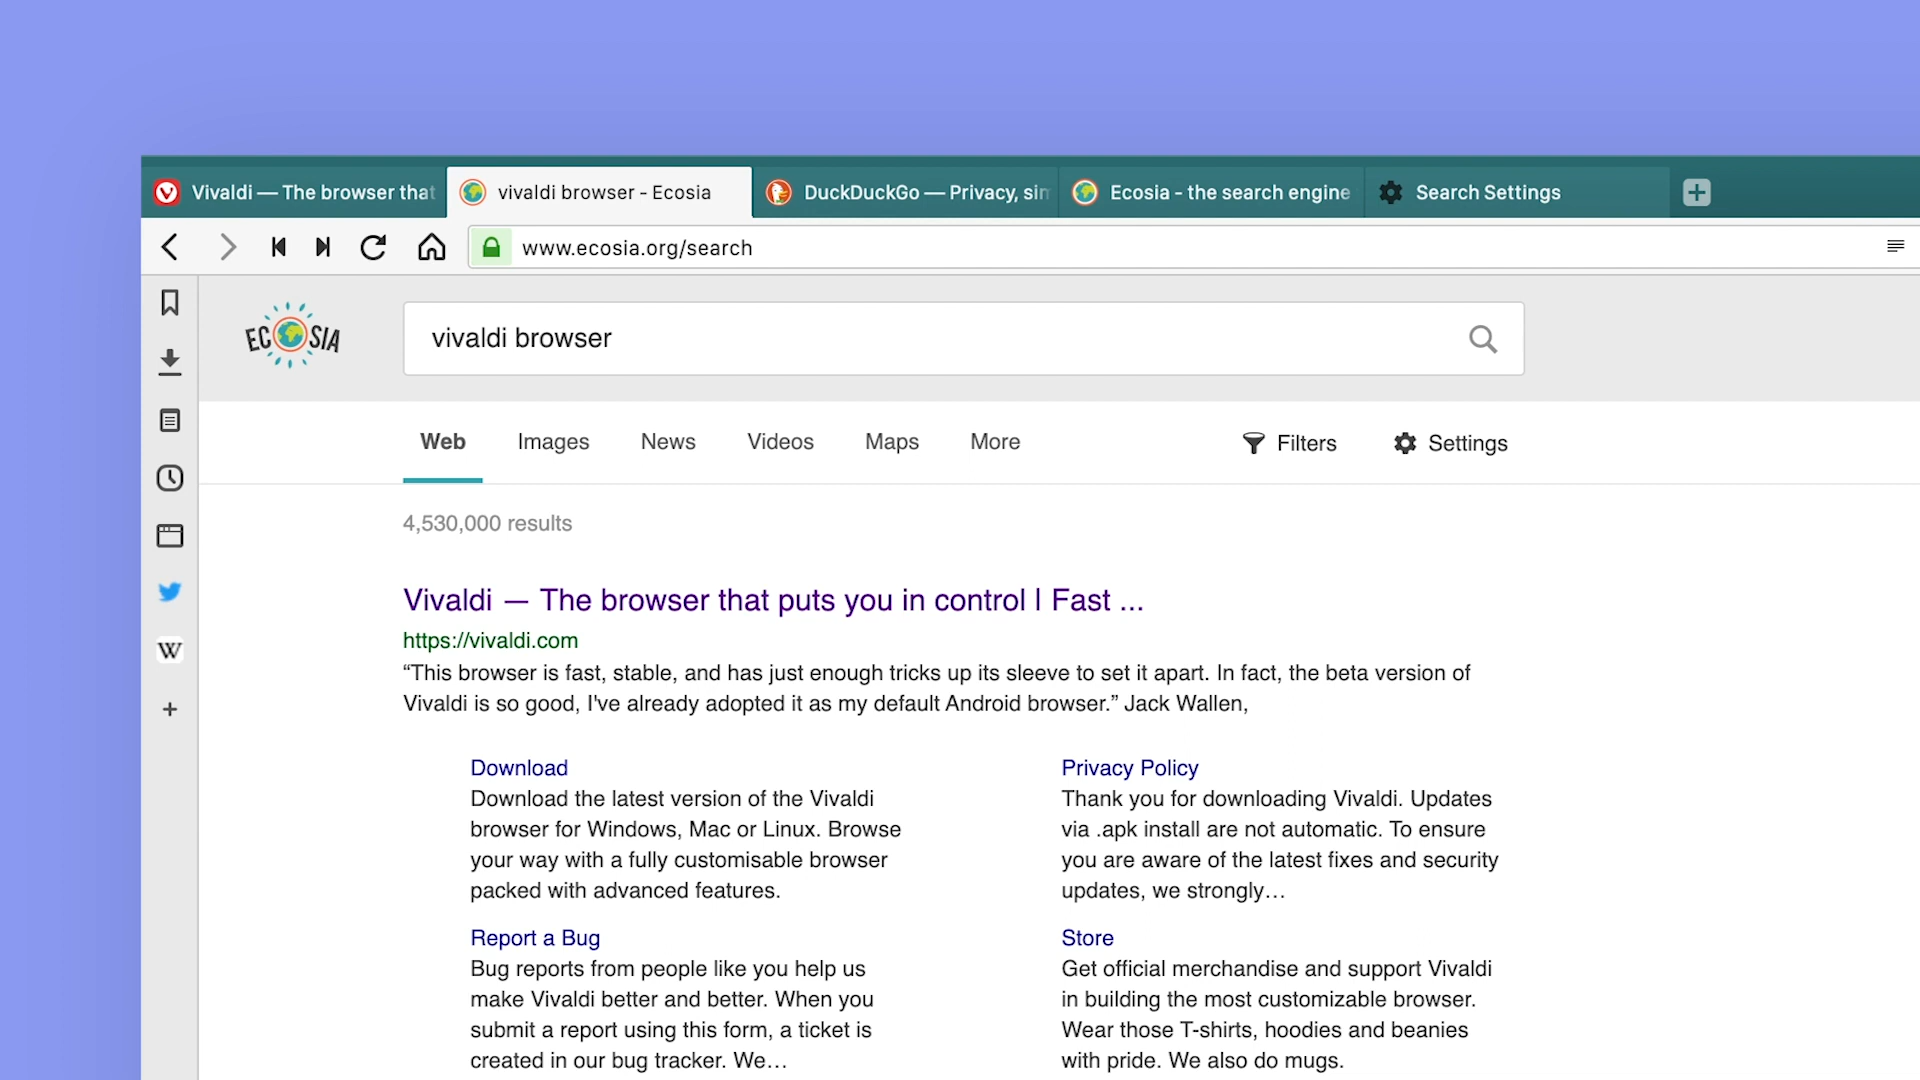 Vivaldi — The browser that
vivaldi browser - Ecosia
DuckDuckGo — Privacy, sim
Ecosia - the search engine
Search Settings
www.ecosia.org/search
W
ECOSIA
vivaldi browser
Web
Images
News
Videos
Maps
More
Filters
Settings
4,530,000 results
Vivaldi — The browser that puts you in control | Fast ...
https://vivaldi.com
“This browser is fast, stable, and has just enough tricks up its sleeve to set it apart. In fact, the beta version of
Vivaldi is so good, I've already adopted it as my default Android browser.” Jack Wallen,
Download
Download the latest version of the Vivaldi
browser for Windows, Mac or Linux. Browse
your way with a fully customisable browser
packed with advanced features.
Privacy Policy
Thank you for downloading Vivaldi. Updates
via .apk install are not automatic. To ensure
you are aware of the latest fixes and security
updates, we strongly…
Report a Bug
Bug reports from people like you help us
make Vivaldi better and better. When you
submit a report using this form, a ticket is
created in our bug tracker. We…
Store
Get official merchandise and support Vivaldi
in building the most customizable browser.
Wear those T-shirts, hoodies and beanies
with pride. We also do mugs.